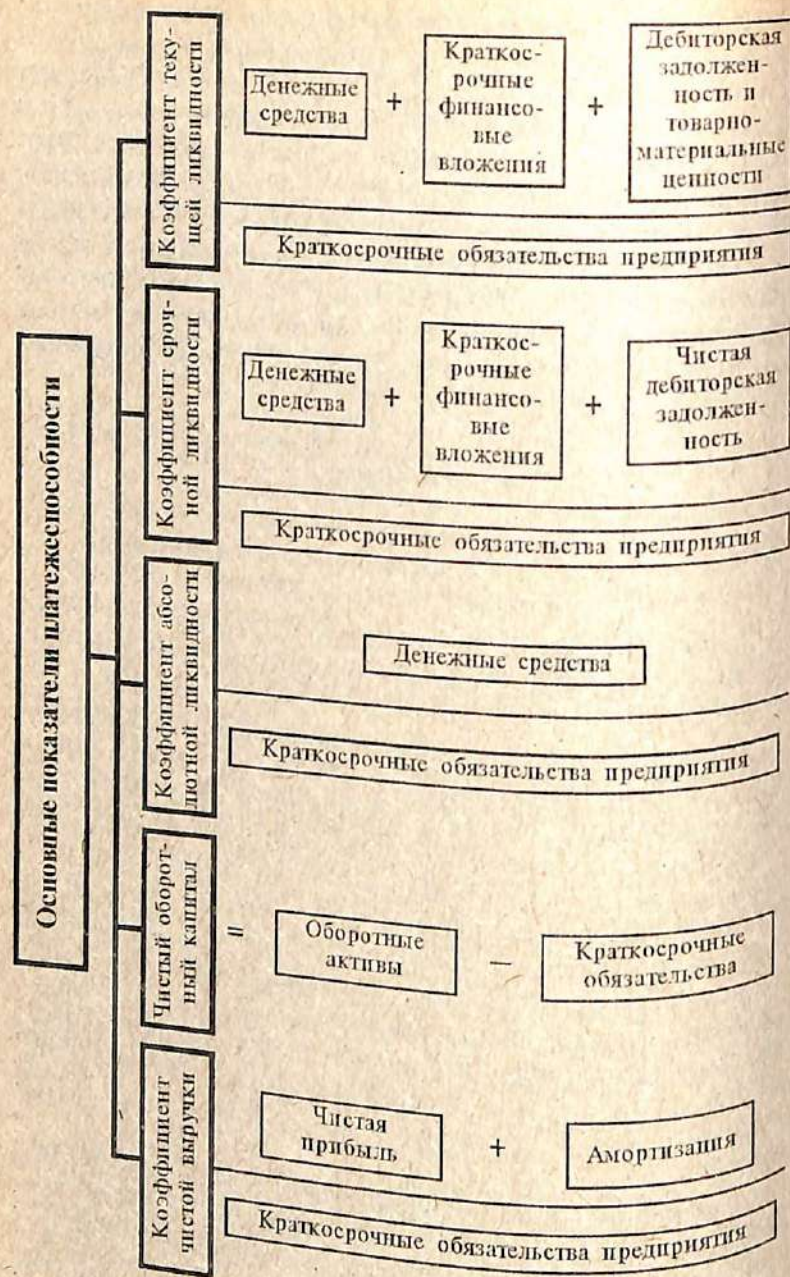 Основные показатели платежеспособности
Коэффициент теку-
щей ликвидности
Денежные
средства
+
Краткос-
рочные
финансо-
вые
вложения
+
Дебиторская
задолжен-
ность и
товарно-
материальные
ценности
Краткосрочные обязательства предприятия
Коэффициент сроч-
ной ликвидности
Денежные
средства
+
Краткос-
рочные
финансо-
вые
вложения
+
Чистая
дебиторская
задолжен-
ность
Краткосрочные обязательства предприятия
Коэффициент абсо-
лютной ликвидности
Денежные средства
Краткосрочные обязательства предприятия
Чистый оборот-
ный капитал
=
Оборотные
активы
—
Краткосрочные
обязательства
Коэффициент
чистой выручки
Чистая
прибыль
+
Амортизация
Краткосрочные обязательства предприятия